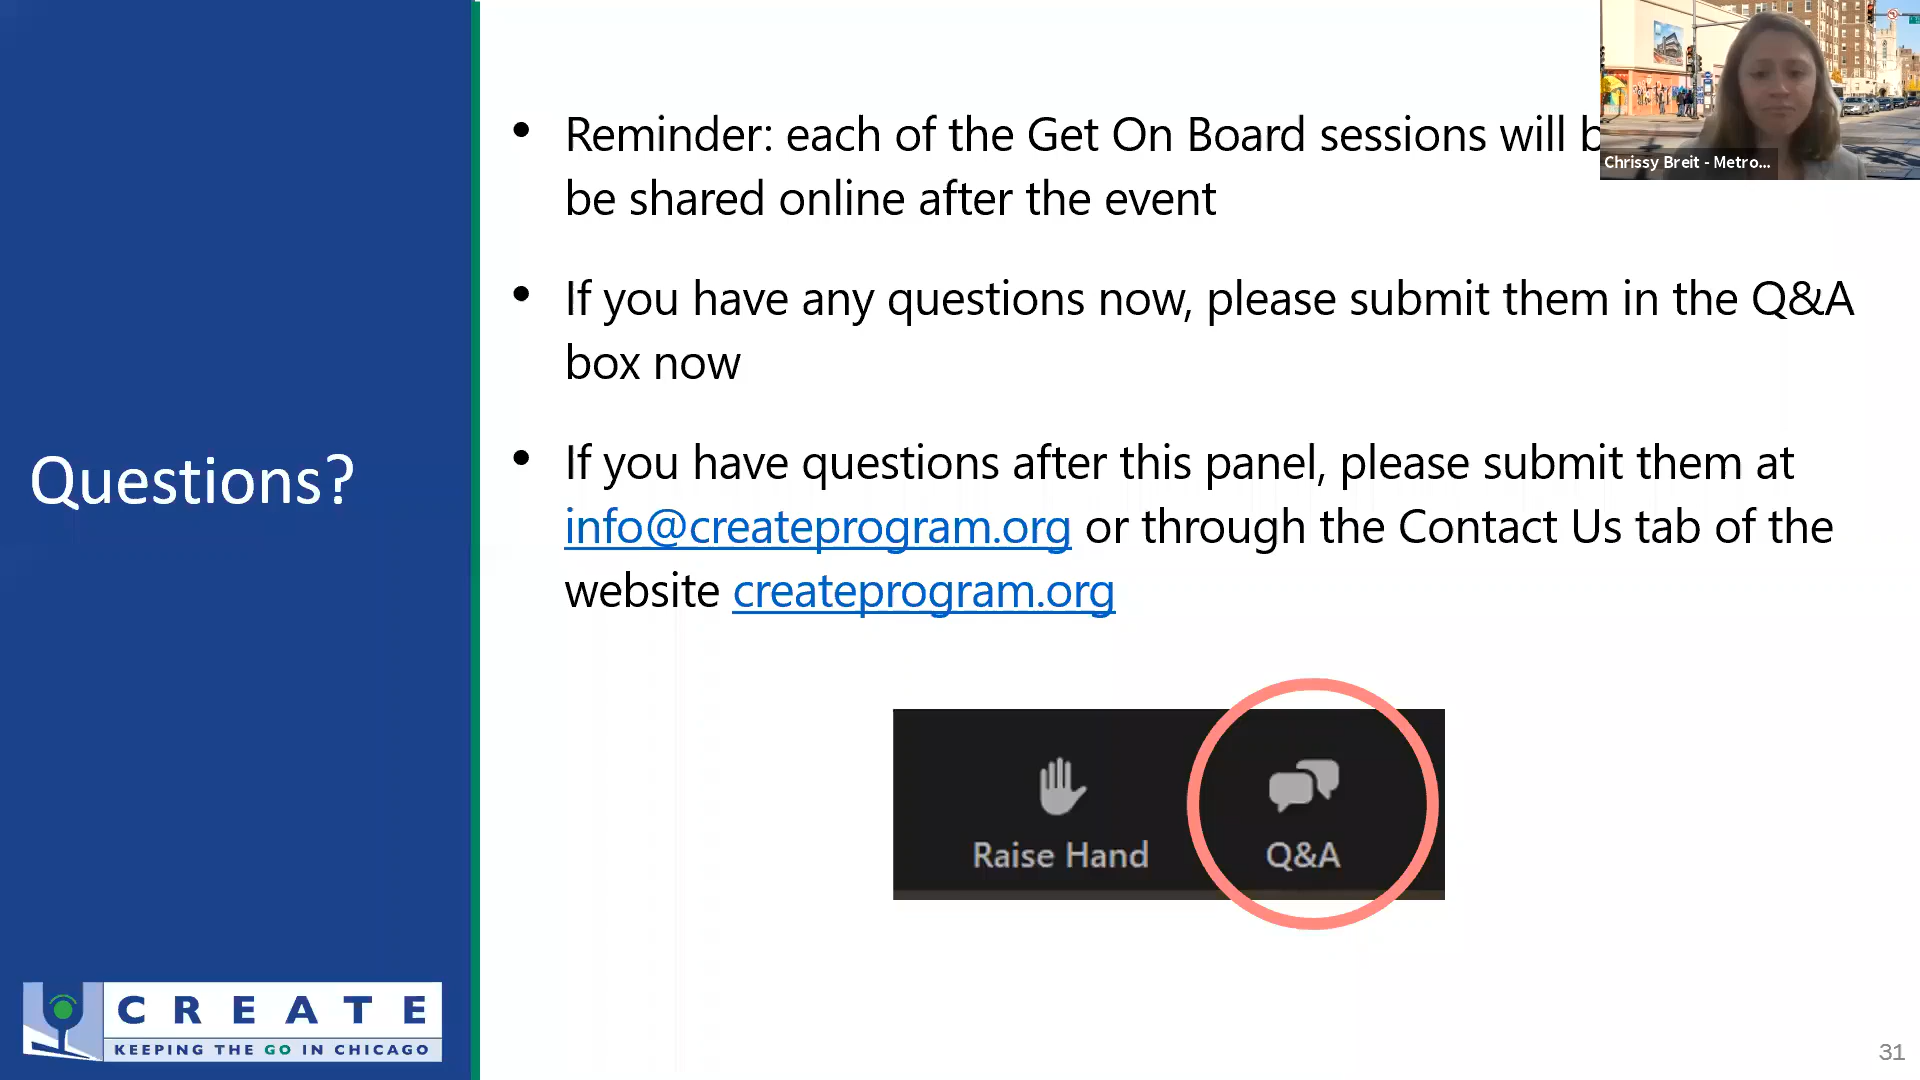 Reminder: each of the Get On Board sessions will
be shared online after the event
If you have any questions now, please submit them in the Q&A
box now
If you have questions after this panel, please submit them at
info@createprogram.org or through the Contact Us tab of the
website createprogram.org
Questions?
Raise Hand
Q&A
CREATE
KEEPING THE GO IN CHICAGO
Chrissy Breit - Metro...
31